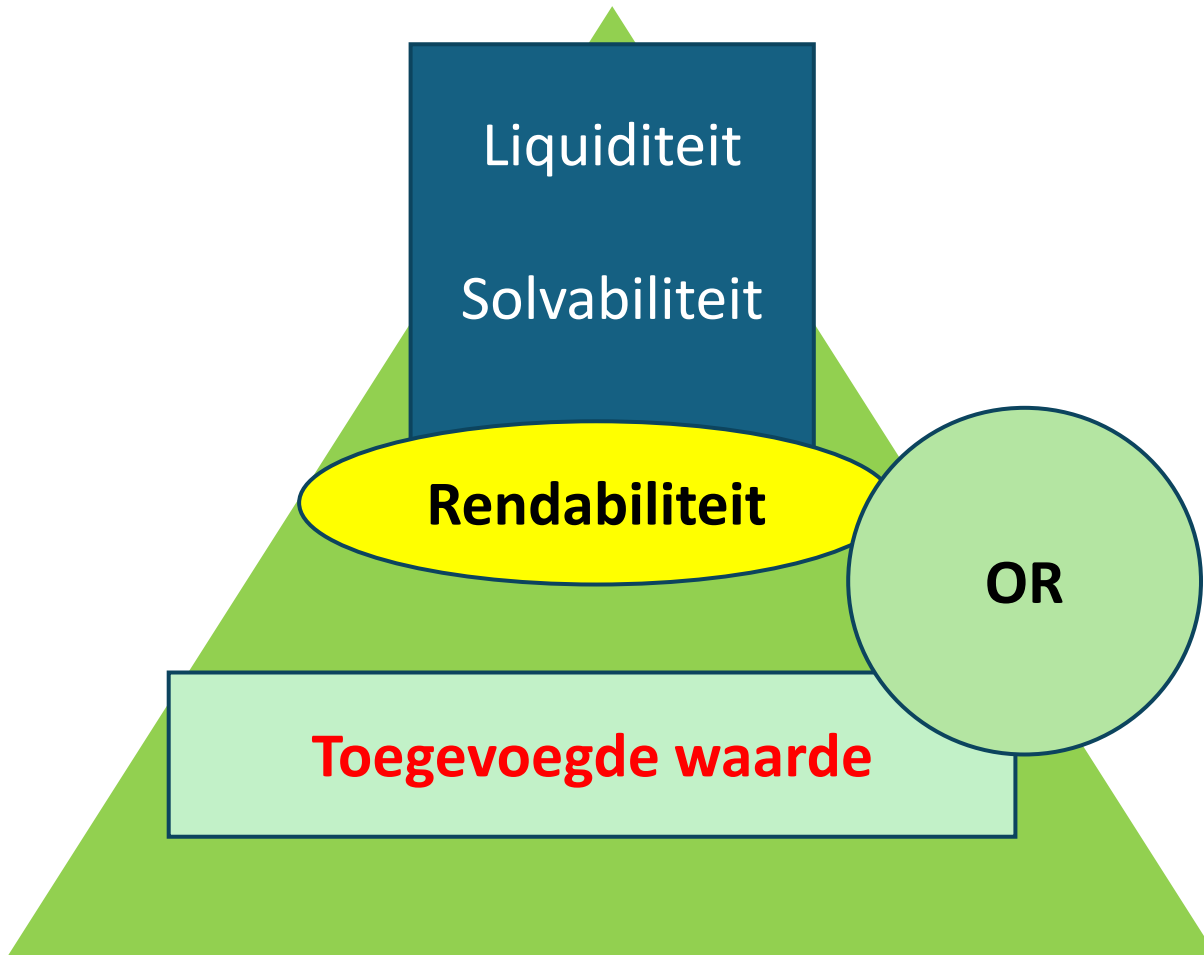 Liquiditeit
Solvabiliteit
Rendabiliteit
OR
Toegevoegde waarde